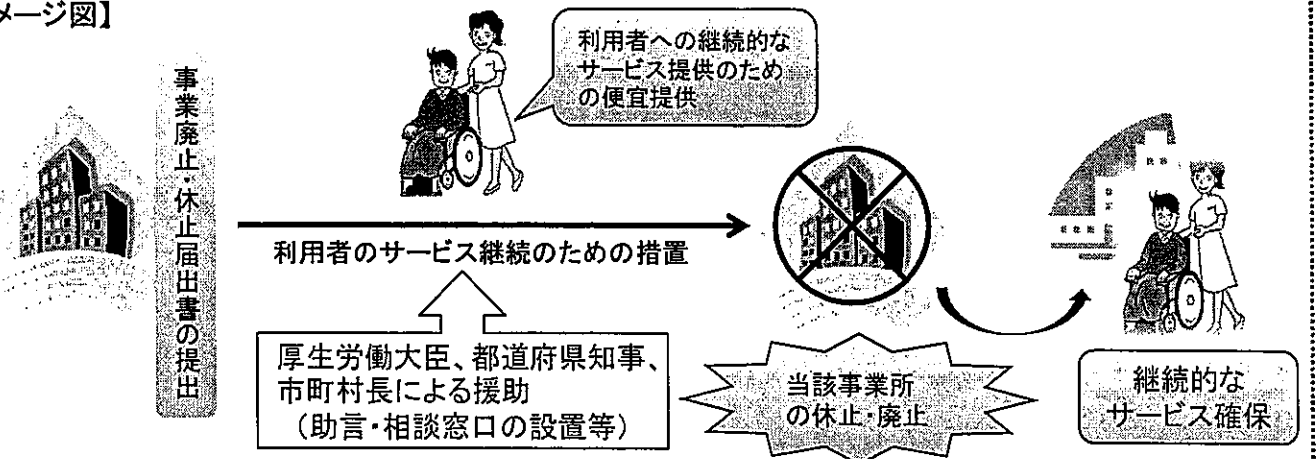 メージ図】
事業廃止・休止届出書の提出
利用者への継続的な
サービス提供のため
の便宜提供
利用者のサービス継続のための措置
厚生労働大臣、都道府県知事、
市町村長による援助
（助言・相談窓口の設置等）
当該事業所
の休止・廃止
継続的な
サービス確保